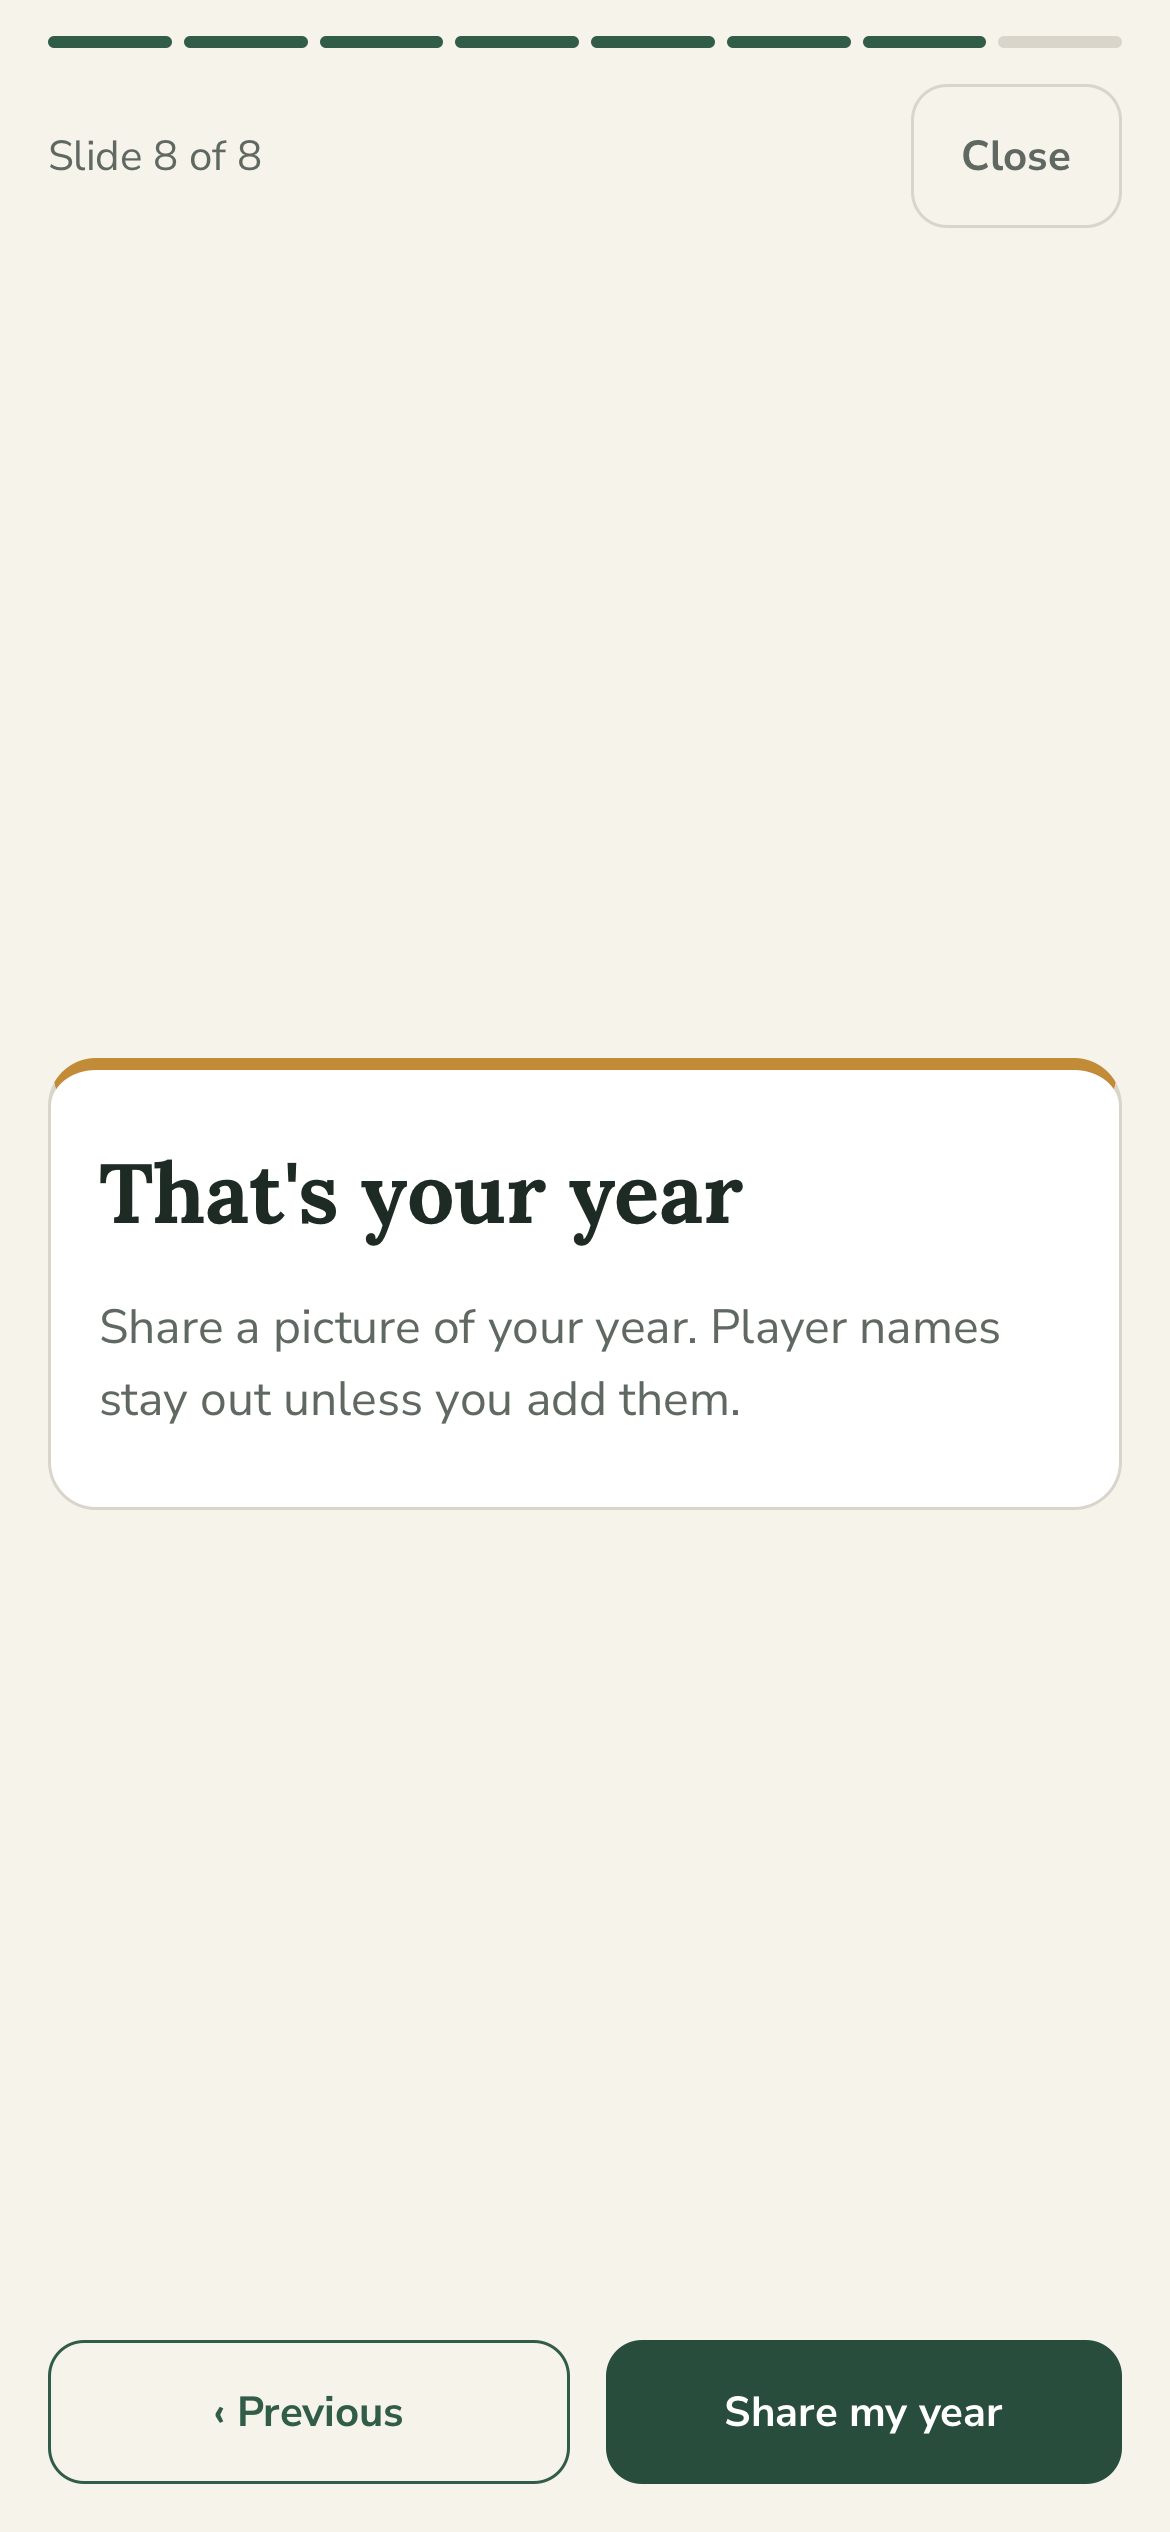 Slide 8 of 8
Close
That's your year
Share a picture of your year. Player names
stay out unless you add them.
‹ Previous
Share my year